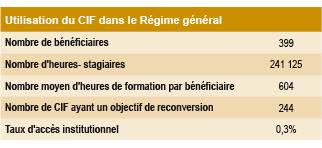 Utilisation du CIF dans le Régime général
Nombre de bénéficiaires 399
Nombre d'heures- stagiaires 241 125
Nombre moyen d'heures de formation par bénéficiaire 604
Nombre de CIF ayant un objectif de reconversion 244
Taux d'accès institutionnel 0,3%